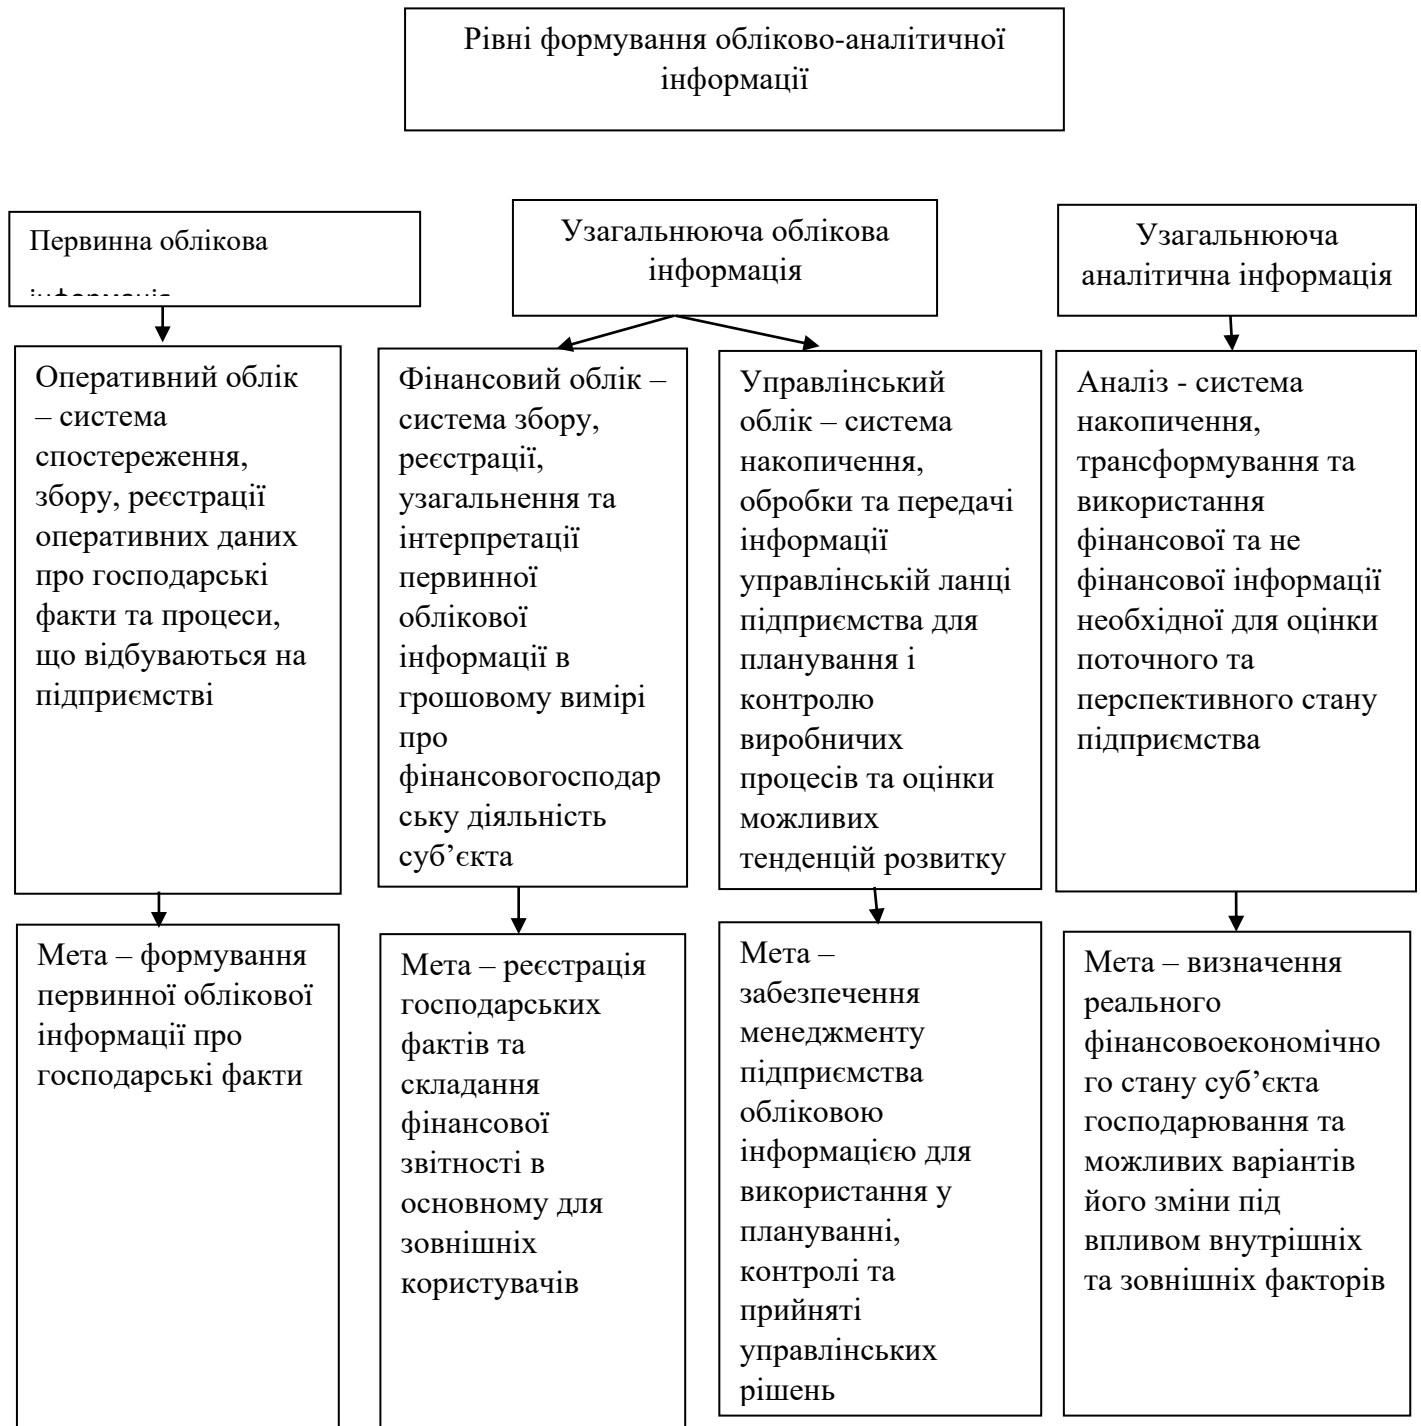 Рівні формування обліково-аналітичної
інформації
Первинна облікова
Узагальнююча облікова
інформація
Узагальнююча
аналітична інформація
Оперативний облік
– система
спостереження,
збору, реєстрації
оперативних даних
про господарські
факти та процеси,
що відбуваються на
підприємстві
Фінансовий облік –
система збору,
реєстрації,
узагальнення та
інтерпретації
первинної
облікової
інформації в
грошовому вимірі
про
фінансовогосподар
ську діяльність
суб’єкта
Управлінський
облік – система
накопичення,
обробки та передачі
інформації
управлінській ланці
підприємства для
планування і
контролю
виробничих
процесів та оцінки
можливих
тенденцій розвитку
Аналіз - система
накопичення,
трансформування та
використання
фінансової та не
фінансової інформації
необхідної для оцінки
поточного та
перспективного стану
підприємства
Мета – формування
первинної облікової
інформації про
господарські факти
Мета – реєстрація
господарських
фактів та
складання
фінансової
звітності в
основному для
зовнішніх
користувачів
Мета –
забезпечення
менеджменту
підприємства
обліковою
інформацією для
використання у
плануванні,
контролі та
прийняті
управлінських
рішень
Мета – визначення
реального
фінансовоекономічно
го стану суб’єкта
господарювання та
можливих варіантів
його зміни під
впливом внутрішніх
та зовнішніх факторів